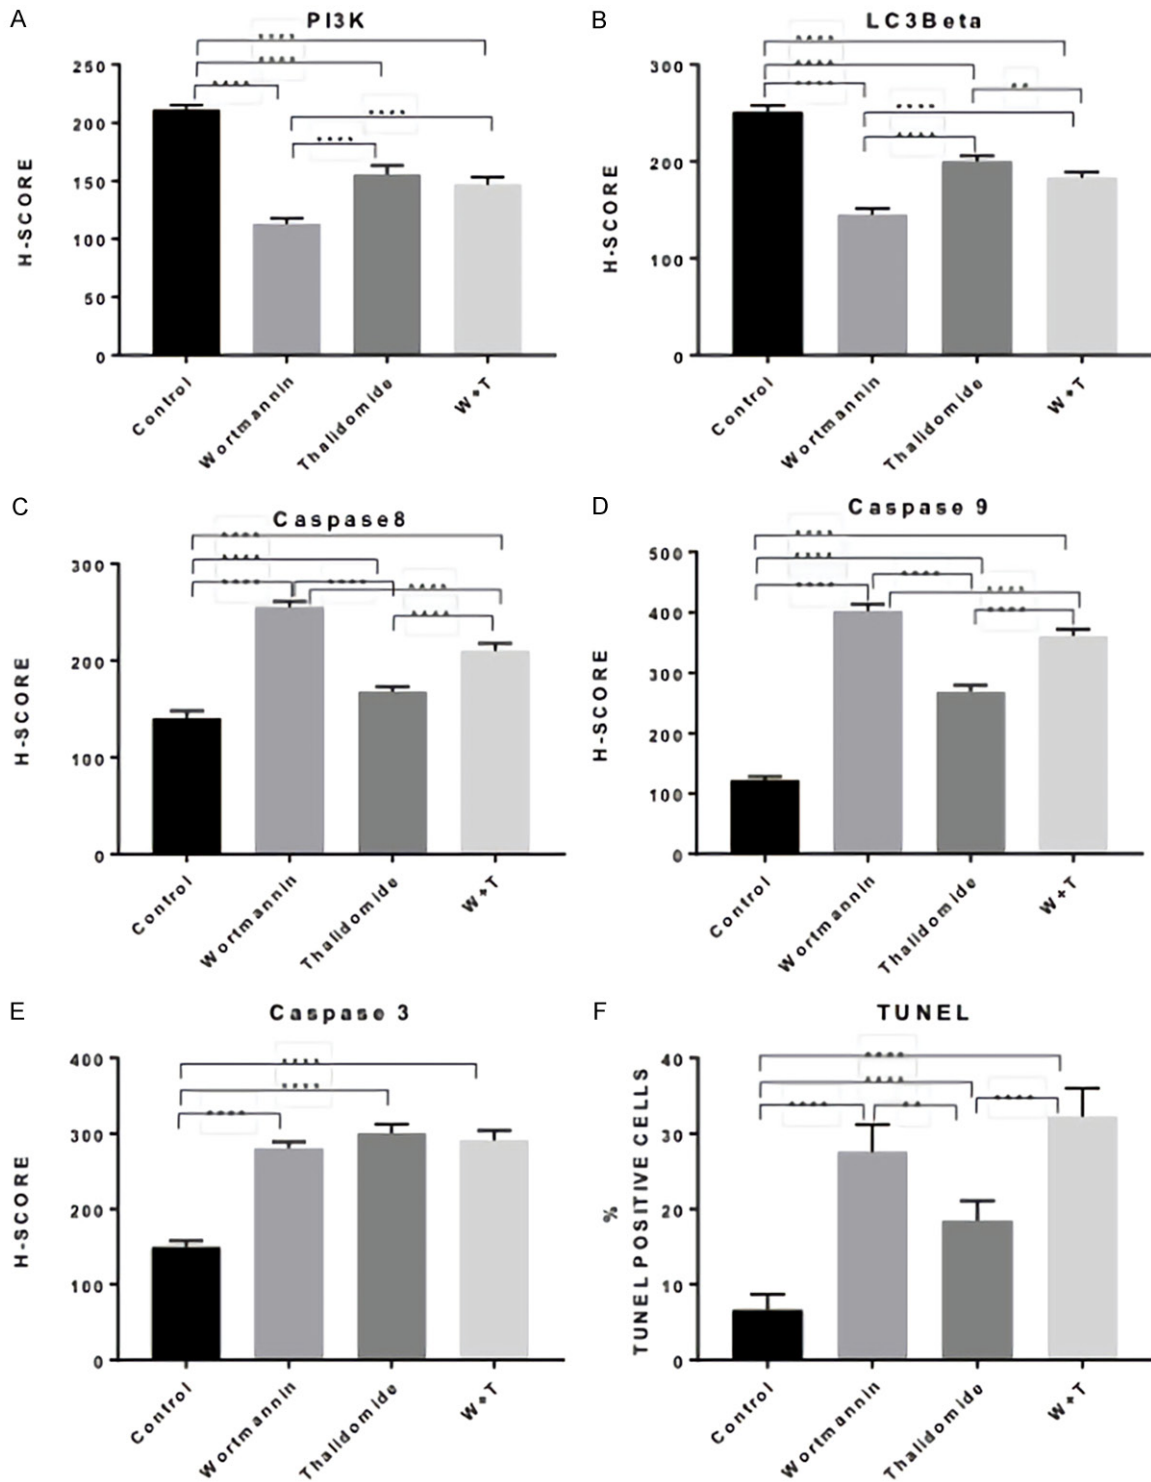 A
PI3K
H-SCORE
250
200
150
100
50
0
****
****
****
****
****
Control
Wortmannin
Thalidomide
W+T
B
LC3Beta
H-SCORE
300
200
100
0
****
****
****
**
****
****
Control
Wortmannin
Thalidomide
W+T
C
Caspase8
H-SCORE
300
200
100
0
****
****
****
****
****
****
Control
Wortmannin
Thalidomide
W+T
D
Caspase 9
H-SCORE
500
400
300
200
100
0
****
****
****
****
****
****
Control
Wortmannin
Thalidomide
W+T
E
Caspase 3
H-SCORE
400
300
200
100
0
****
****
****
Control
Wortmannin
Thalidomide
W+T
F
TUNEL
%
TUNEL POSITIVE CELLS
40
30
20
10
0
****
****
****
**
****
Control
Wortmannin
Thalidomide
W+T